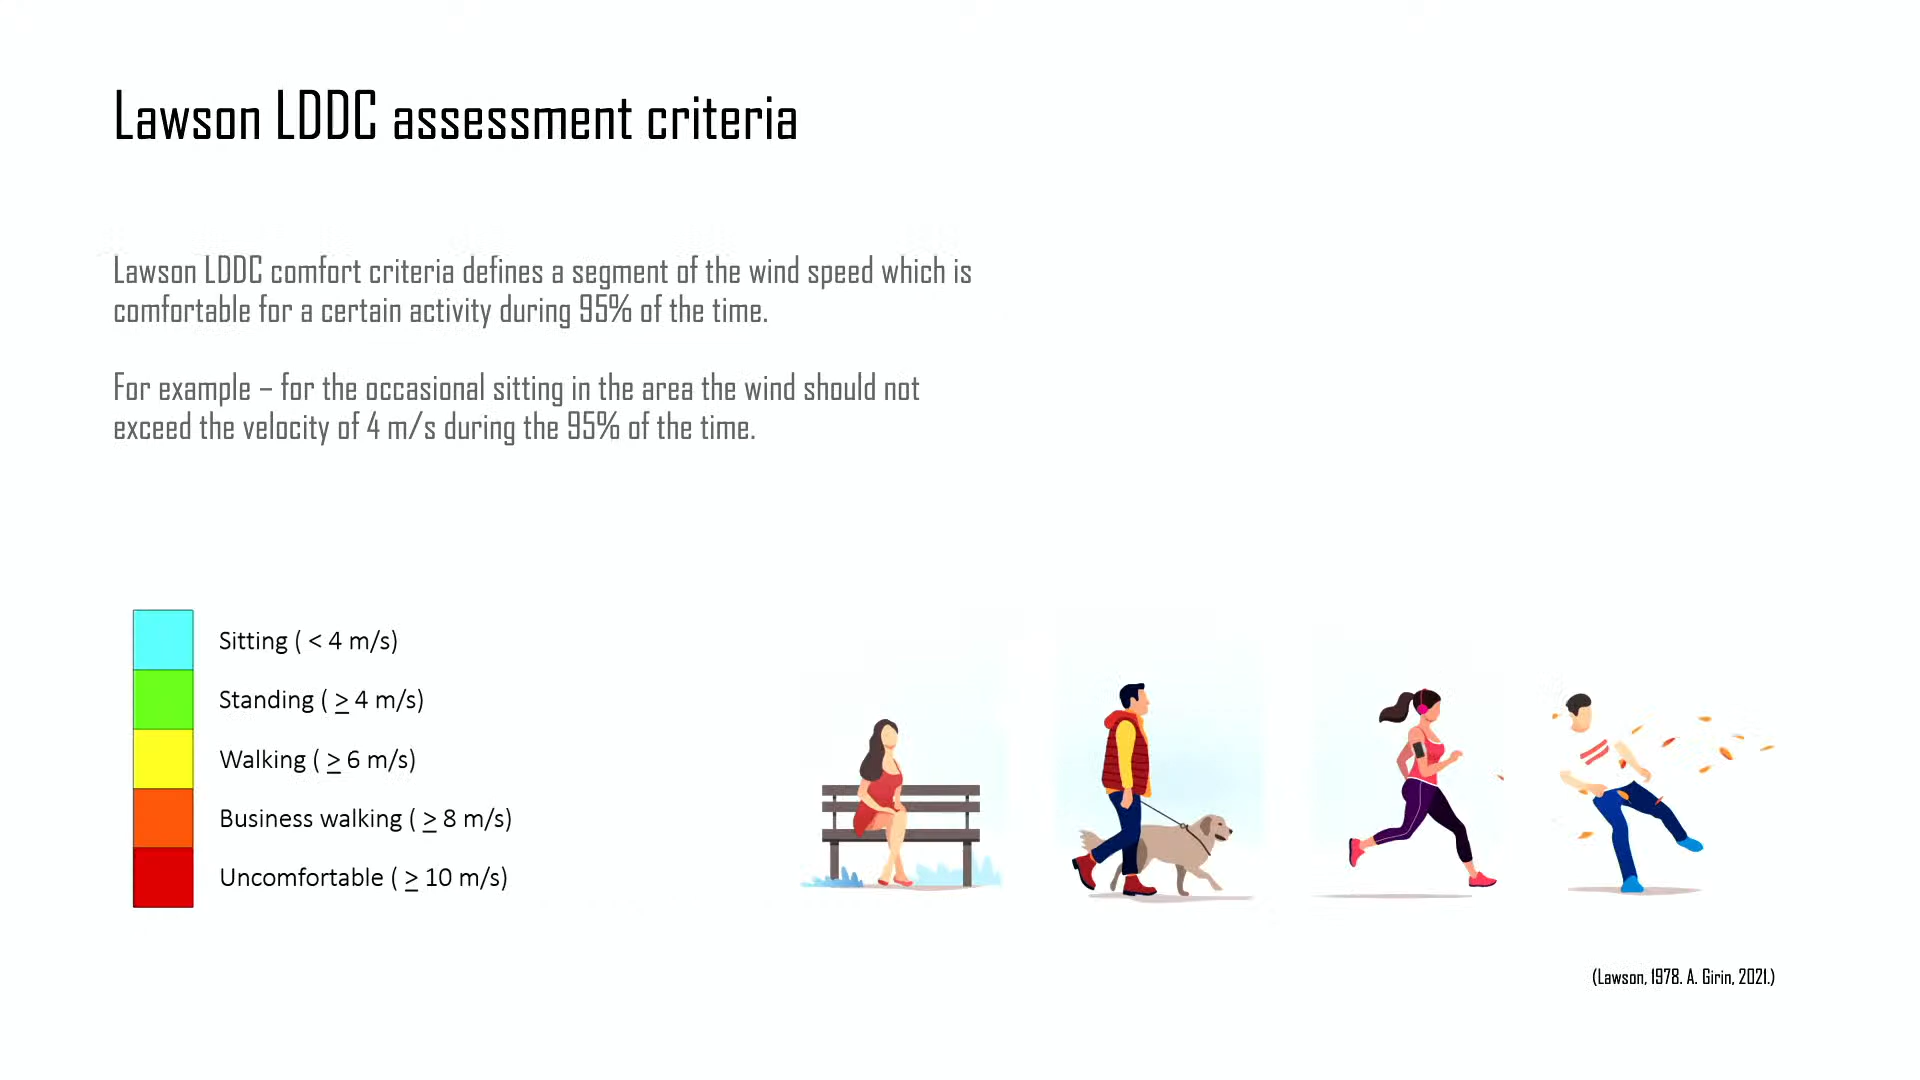 Lawson LDDC assessment criteria
Lawson LDDC comfort criteria defines a segment of the wind speed which is
comfortable for a certain activity during 95% of the time.
For example – for the occasional sitting in the area the wind should not
exceed the velocity of 4 m/s during the 95% of the time.
Sitting ( < 4 m/s)
Standing ( ≥ 4 m/s)
Walking ( ≥ 6 m/s)
Business walking ( ≥ 8 m/s)
Uncomfortable ( ≥ 10 m/s)
(Lawson, 1978. A. Girin, 2021.)